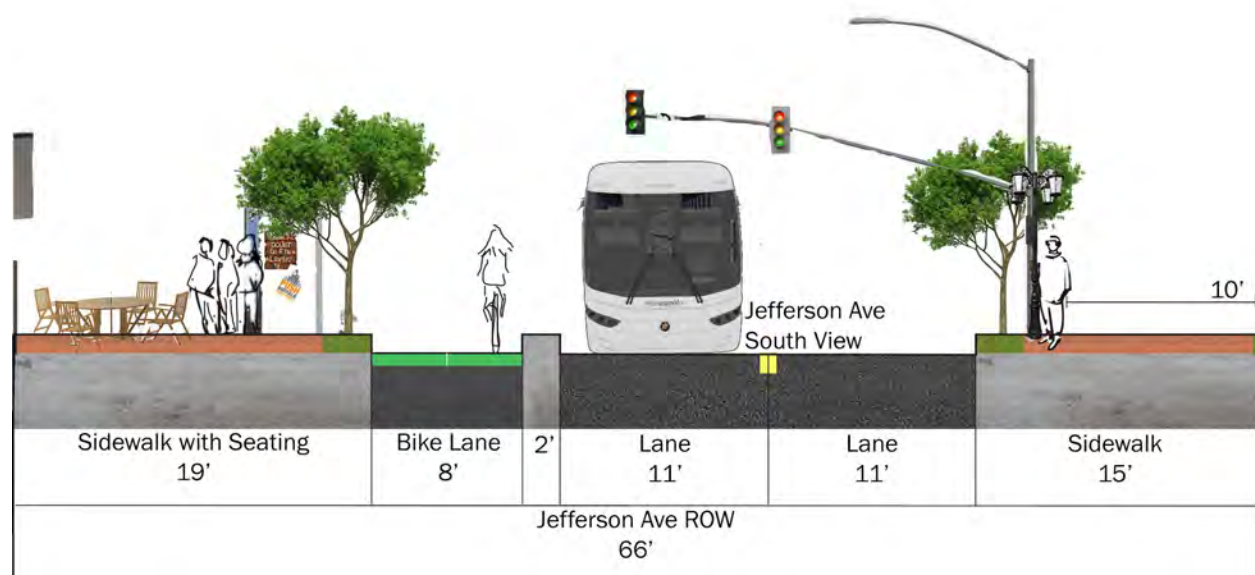 Jefferson Ave
South View
10’
Sidewalk with Seating
19’
Bike Lane
8’
2’
Lane
11’
Lane
11’
Sidewalk
15’
Jefferson Ave ROW
66’